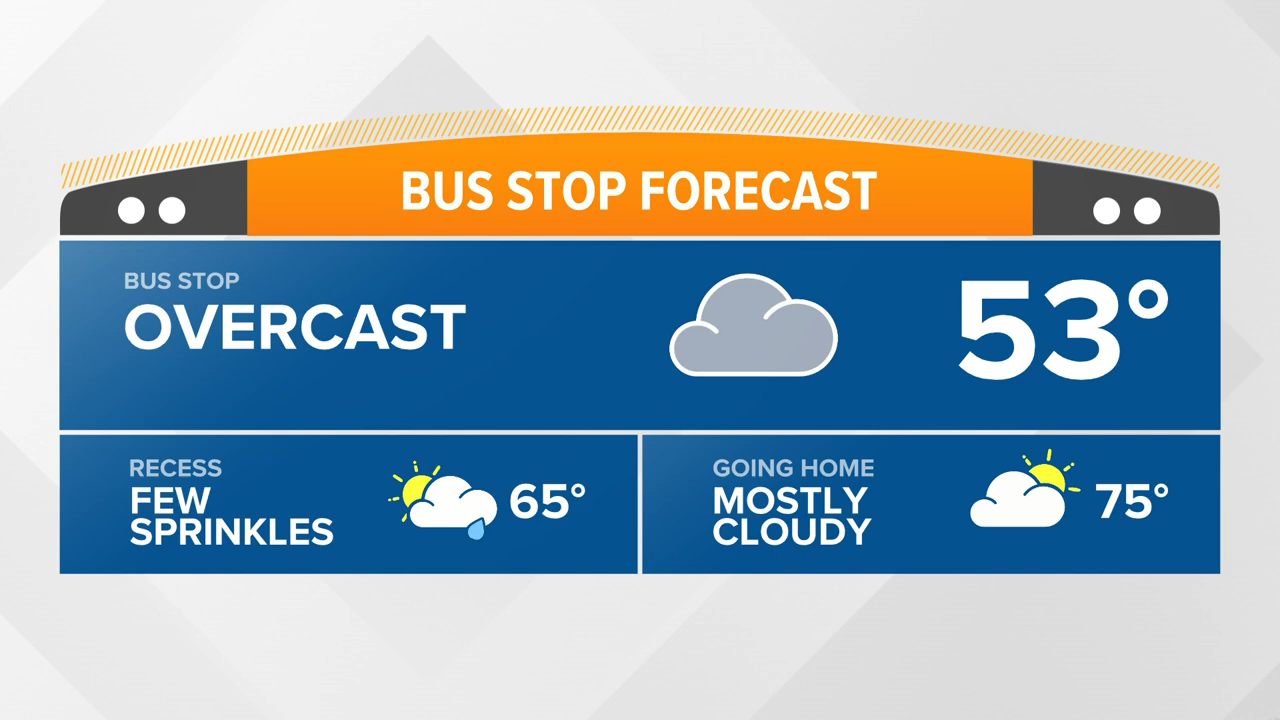 BUS STOP FORECAST
BUS STOP
OVERCAST
53°
RECESS
FEW
SPRINKLES
65°
GOING HOME
MOSTLY
CLOUDY
75°